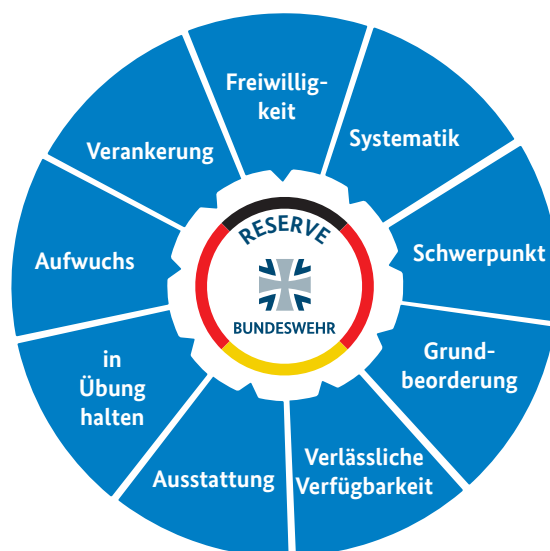 Freiwillig-
keit
Systematik
Schwerpunkt
Grund-
beorderung
Verlässliche
Verfügbarkeit
Ausstattung
in
Übung
halten
Aufwuchs
Verankerung
RESERVE
BUNDESWEHR